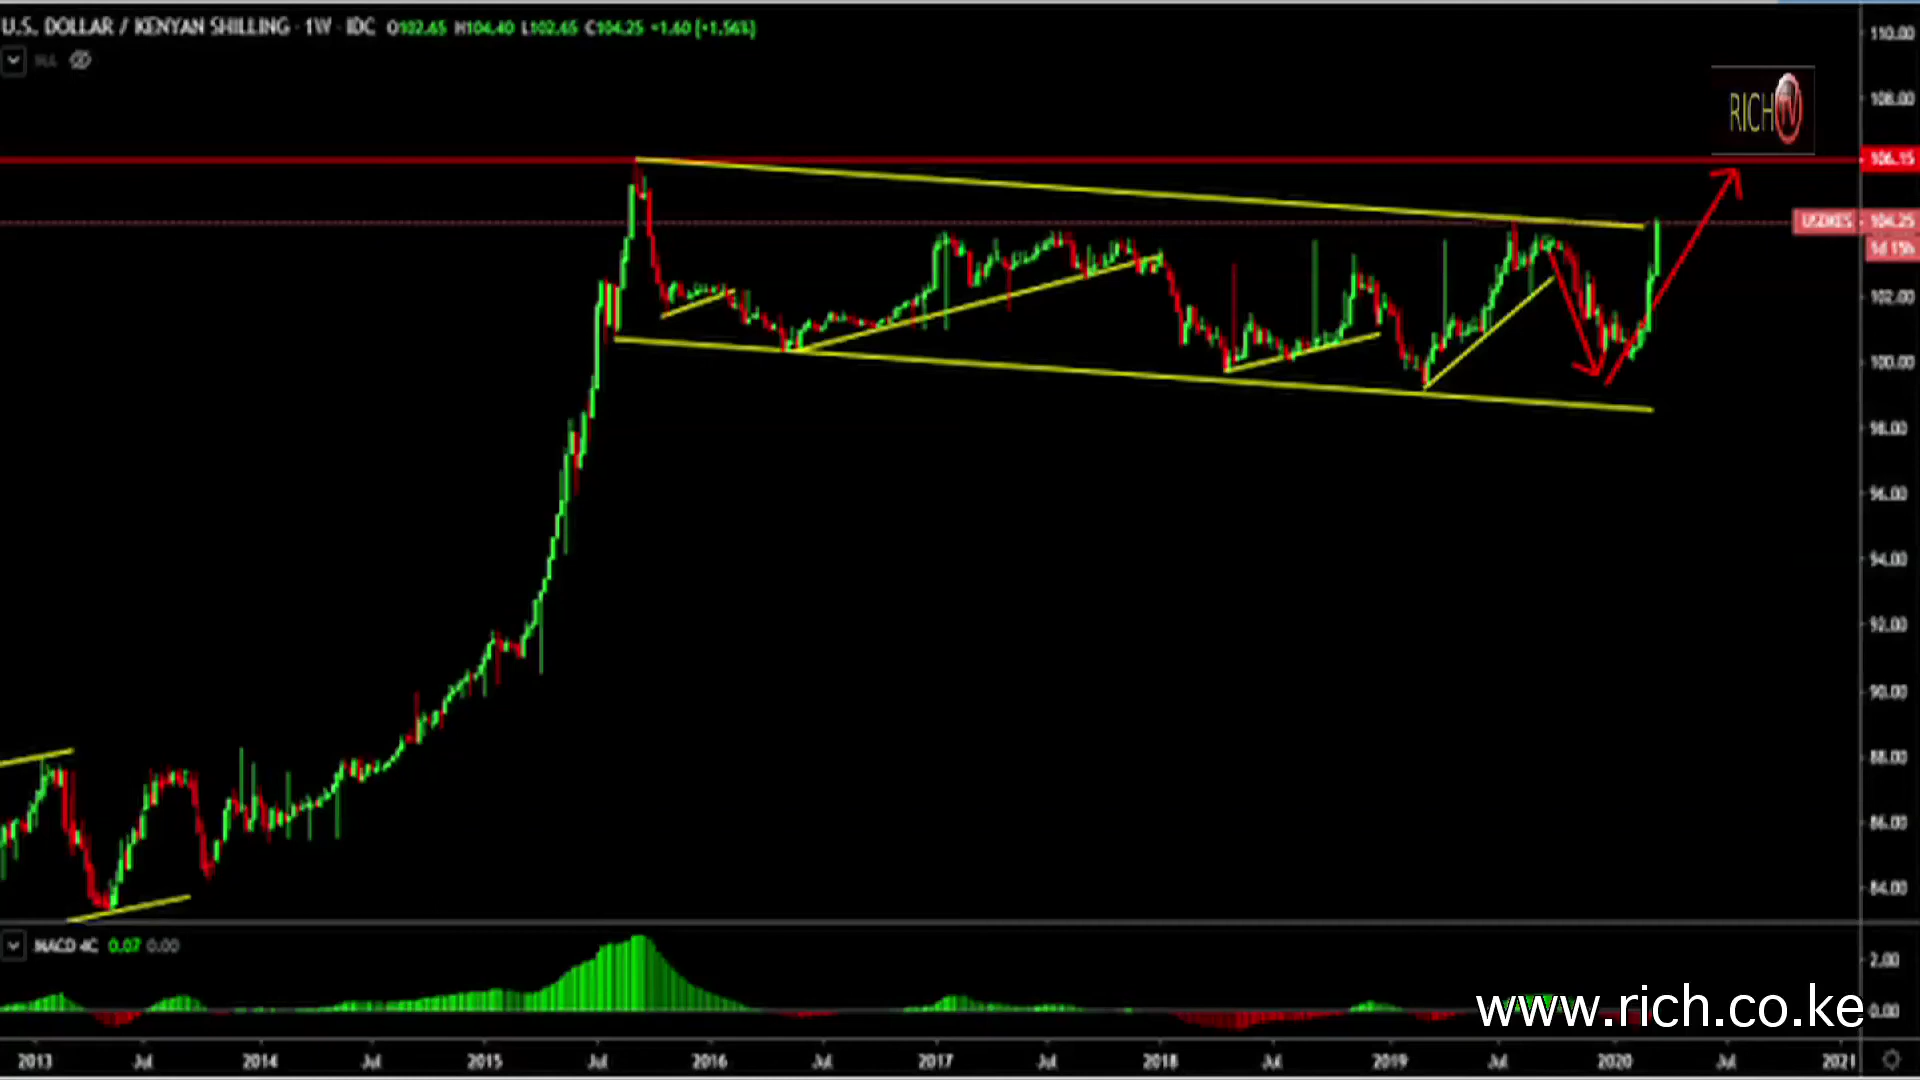 U.S. DOLLAR / KENYAN SHILLING · 1W · IDC O102.65 H104.40 L102.65 C104.25 +1.60 (+1.56%)
MA
RICH TV
110.00
108.00
106.15
USDKES 104.25
102.00
100.00
98.00
96.00
94.00
92.00
90.00
88.00
86.00
84.00
MACD 4C 0.07 0.00
2.00
0.00
www.rich.co.ke
2013 Jul 2014 Jul 2015 Jul 2016 Jul 2017 Jul 2018 Jul 2019 Jul 2020 Jul 2021